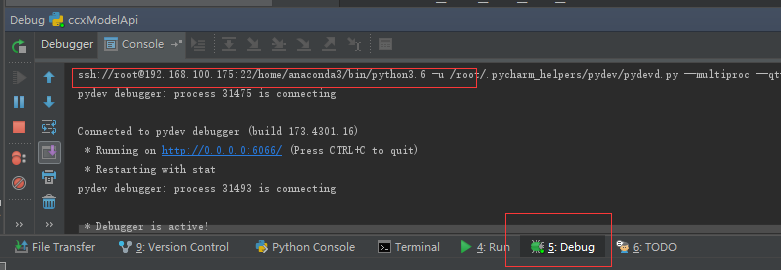 Debug ccxModelApi
Debugger Console
ssh://root@192.168.100.175:22/home/anaconda3/bin/python3.6 -u /root/.pycharm_helpers/pydev/pydevd.py --multiproc --qt
pydev debugger: process 31475 is connecting
Connected to pydev debugger (build 173.4301.16)
* Running on http://0.0.0.0:6066/ (Press CTRL+C to quit)
* Restarting with stat
pydev debugger: process 31493 is connecting
* Debugger is active!
File Transfer 9: Version Control Python Console Terminal 4: Run 5: Debug 6: TODO